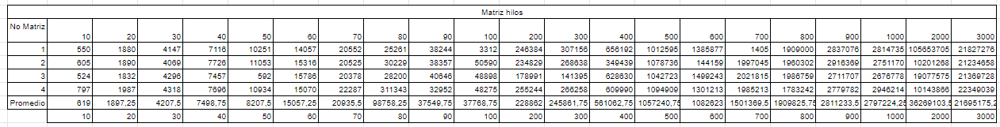 Matriz hilos
No Matriz 10 20 30 40 50 60 70 80 90 100 200 300 400 500 600 700 800 900 1000 2000 3000
1 550 1880 4147 7116 10251 14057 20552 25261 38244 3312 246384 307156 656192 1012595 1385877 1405 1909000 2837076 2814735 105653705 21827276
2 605 1890 4069 7726 11053 15316 20525 30229 38357 50590 234829 268638 349439 1078736 144159 1997045 1960302 2916369 2751170 10201268 21234658
3 524 1832 4296 7457 592 15786 20378 28200 40646 48898 178991 141395 628630 1042723 1499243 2021815 1986759 2711707 2676778 19077575 21369728
4 797 1987 4318 7696 10934 15070 22287 311343 32952 48275 255244 266258 609990 1094909 1301213 1985213 1783242 2779782 2946214 10143866 22349039
Promedio 619 1897,25 4207,5 7498,75 8207,5 15057,25 20935,5 98758,25 37549,75 37768,75 228862 245861,75 561062,75 1057240,75 1082623 1501369,5 1909825,75 2811233,5 2797224,25 36269103,5 21695175,2
10 20 30 40 50 60 70 80 90 100 200 300 400 500 600 700 800 900 1000 2000 3000